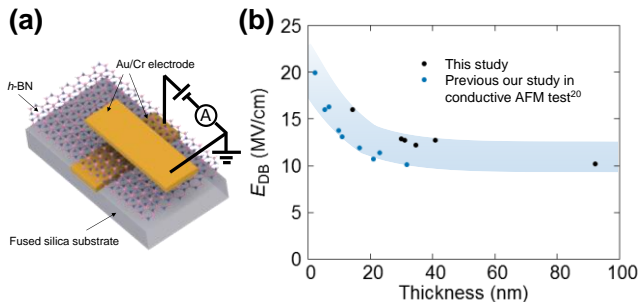 (a)
Au/Cr electrode
h-BN
A
Fused silica substrate
(b)
25
20
15
10
5
0
E_DB (MV/cm)
This study
Previous our study in
conductive AFM test²⁰
0 20 40 60 80 100
Thickness (nm)